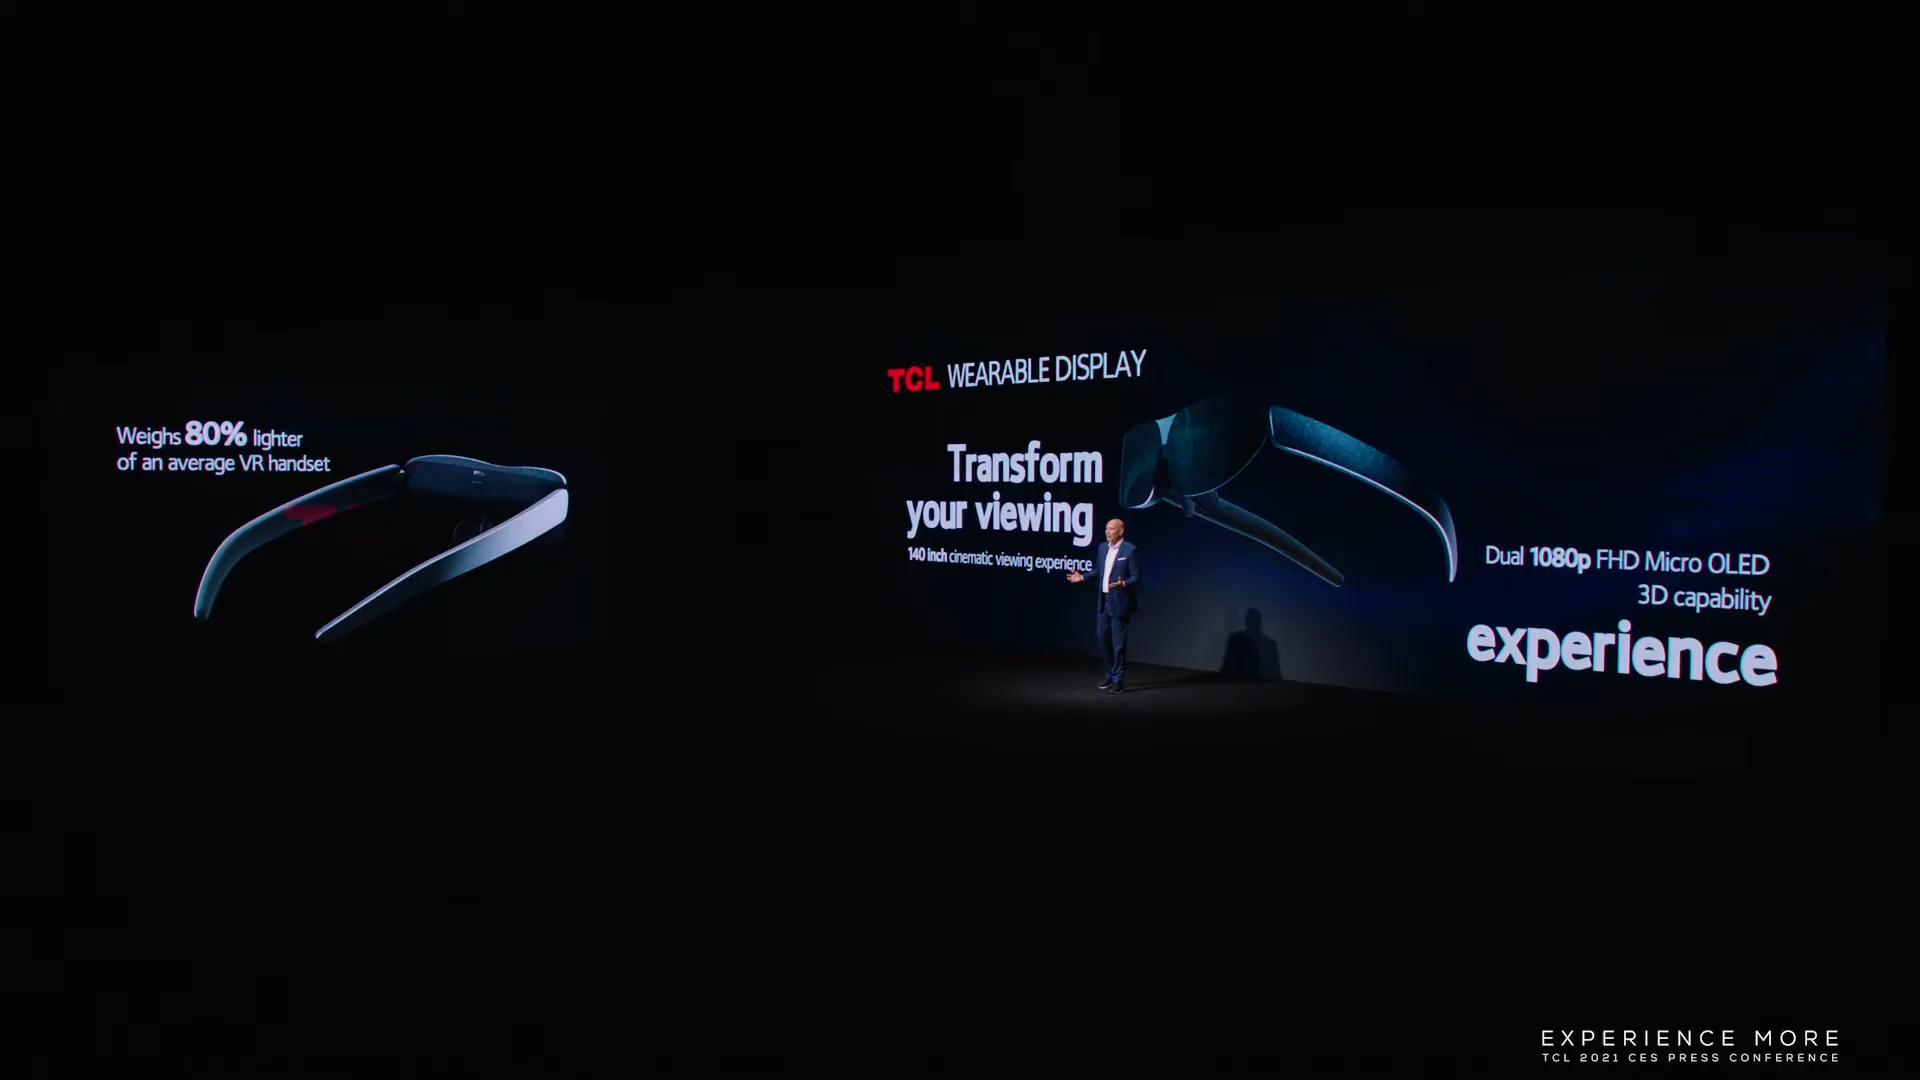 Weighs 80% lighter
of an average VR handset
TCL WEARABLE DISPLAY
Transform
your viewing
140 inch cinematic viewing experience
Dual 1080p FHD Micro OLED
3D capability
experience
EXPERIENCE MORE
TCL 2021 CES PRESS CONFERENCE